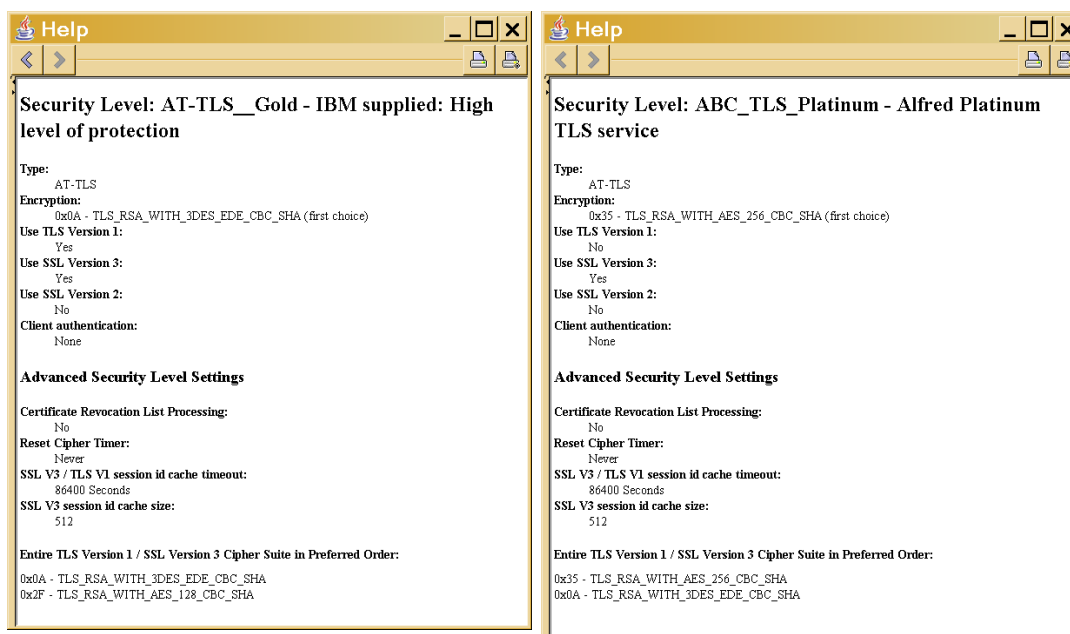 Help
Security Level: AT-TLS__Gold - IBM supplied: High
level of protection
Type:
AT-TLS
Encryption:
0x0A - TLS_RSA_WITH_3DES_EDE_CBC_SHA (first choice)
Use TLS Version 1:
Yes
Use SSL Version 3:
Yes
Use SSL Version 2:
No
Client authentication:
None
Advanced Security Level Settings
Certificate Revocation List Processing:
No
Reset Cipher Timer:
Never
SSL V3 / TLS V1 session id cache timeout:
86400 Seconds
SSL V3 session id cache size:
512
Entire TLS Version 1 / SSL Version 3 Cipher Suite in Preferred Order:
0x0A - TLS_RSA_WITH_3DES_EDE_CBC_SHA
0x2F - TLS_RSA_WITH_AES_128_CBC_SHA
Help
Security Level: ABC_TLS_Platinum - Alfred Platinum
TLS service
Type:
AT-TLS
Encryption:
0x35 - TLS_RSA_WITH_AES_256_CBC_SHA (first choice)
Use TLS Version 1:
No
Use SSL Version 3:
Yes
Use SSL Version 2:
No
Client authentication:
None
Advanced Security Level Settings
Certificate Revocation List Processing:
No
Reset Cipher Timer:
Never
SSL V3 / TLS V1 session id cache timeout:
86400 Seconds
SSL V3 session id cache size:
512
Entire TLS Version 1 / SSL Version 3 Cipher Suite in Preferred Order:
0x35 - TLS_RSA_WITH_AES_256_CBC_SHA
0x0A - TLS_RSA_WITH_3DES_EDE_CBC_SHA